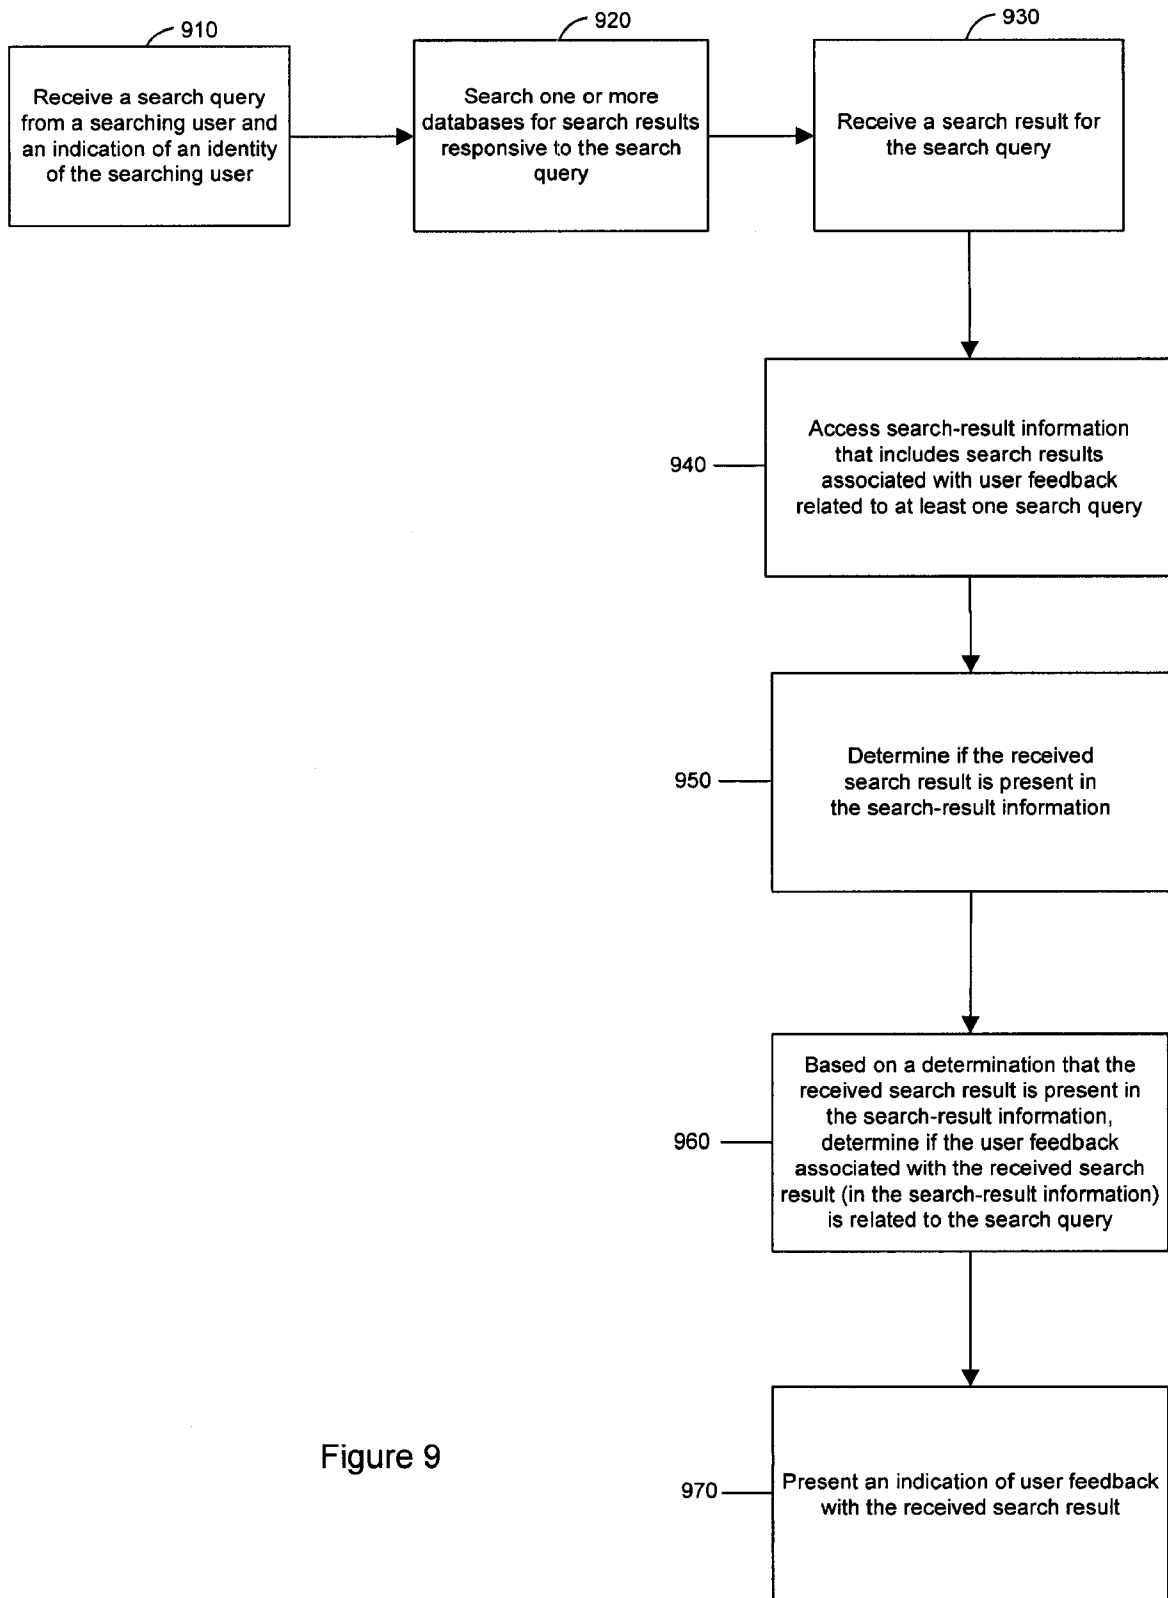 910
Receive a search query
from a searching user and
an indication of an identity
of the searching user
920
Search one or more
databases for search results
responsive to the search
query
930
Receive a search result for
the search query
940
Access search-result information
that includes search results
associated with user feedback
related to at least one search query
950
Determine if the received
search result is present in
the search-result information
960
Based on a determination that the
received search result is present in
the search-result information,
determine if the user feedback
associated with the received search
result (in the search-result information)
is related to the search query
970
Present an indication of user feedback
with the received search result
Figure 9